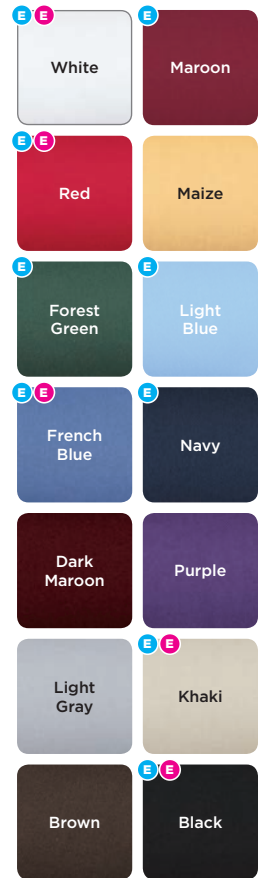 E E
White
E
Maroon
E E
Red
Maize
E
Forest
Green
E
Light
Blue
E E
French
Blue
E
Navy
Dark
Maroon
Purple
Light
Gray
E E
Khaki
Brown
E E
Black